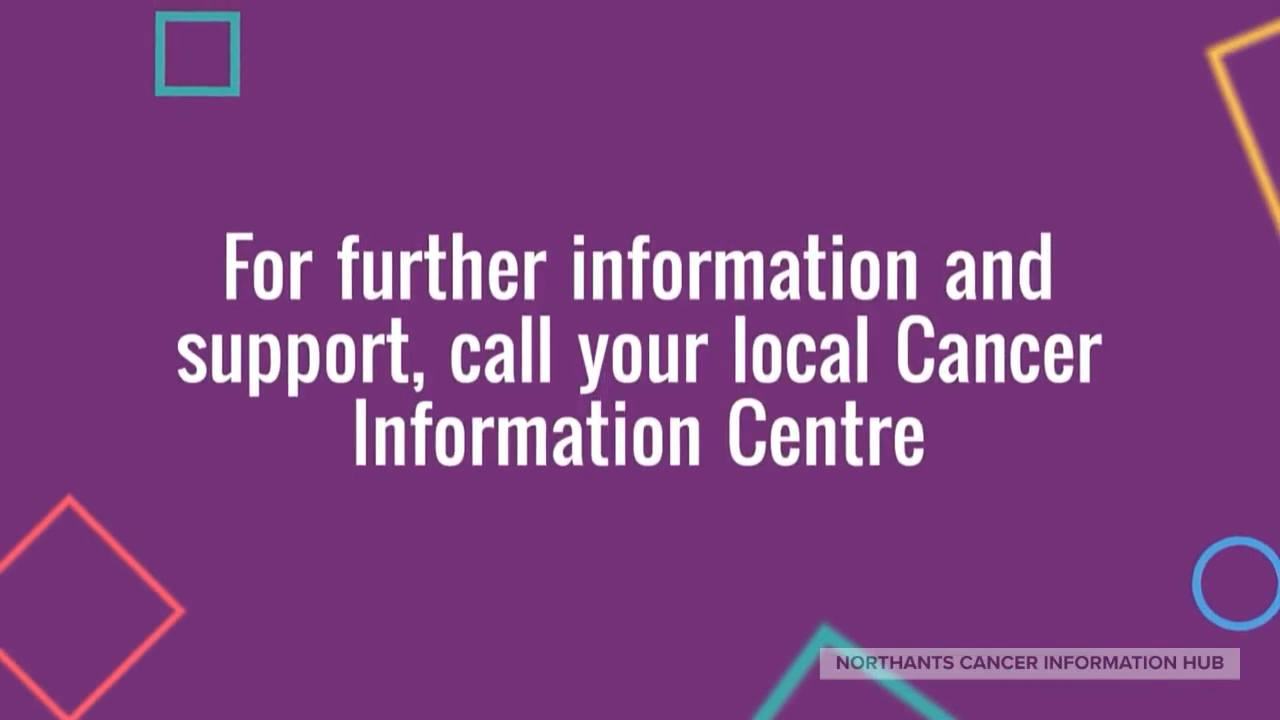 For further information and
support, call your local Cancer
Information Centre
NORTHANTS CANCER INFORMATION HUB